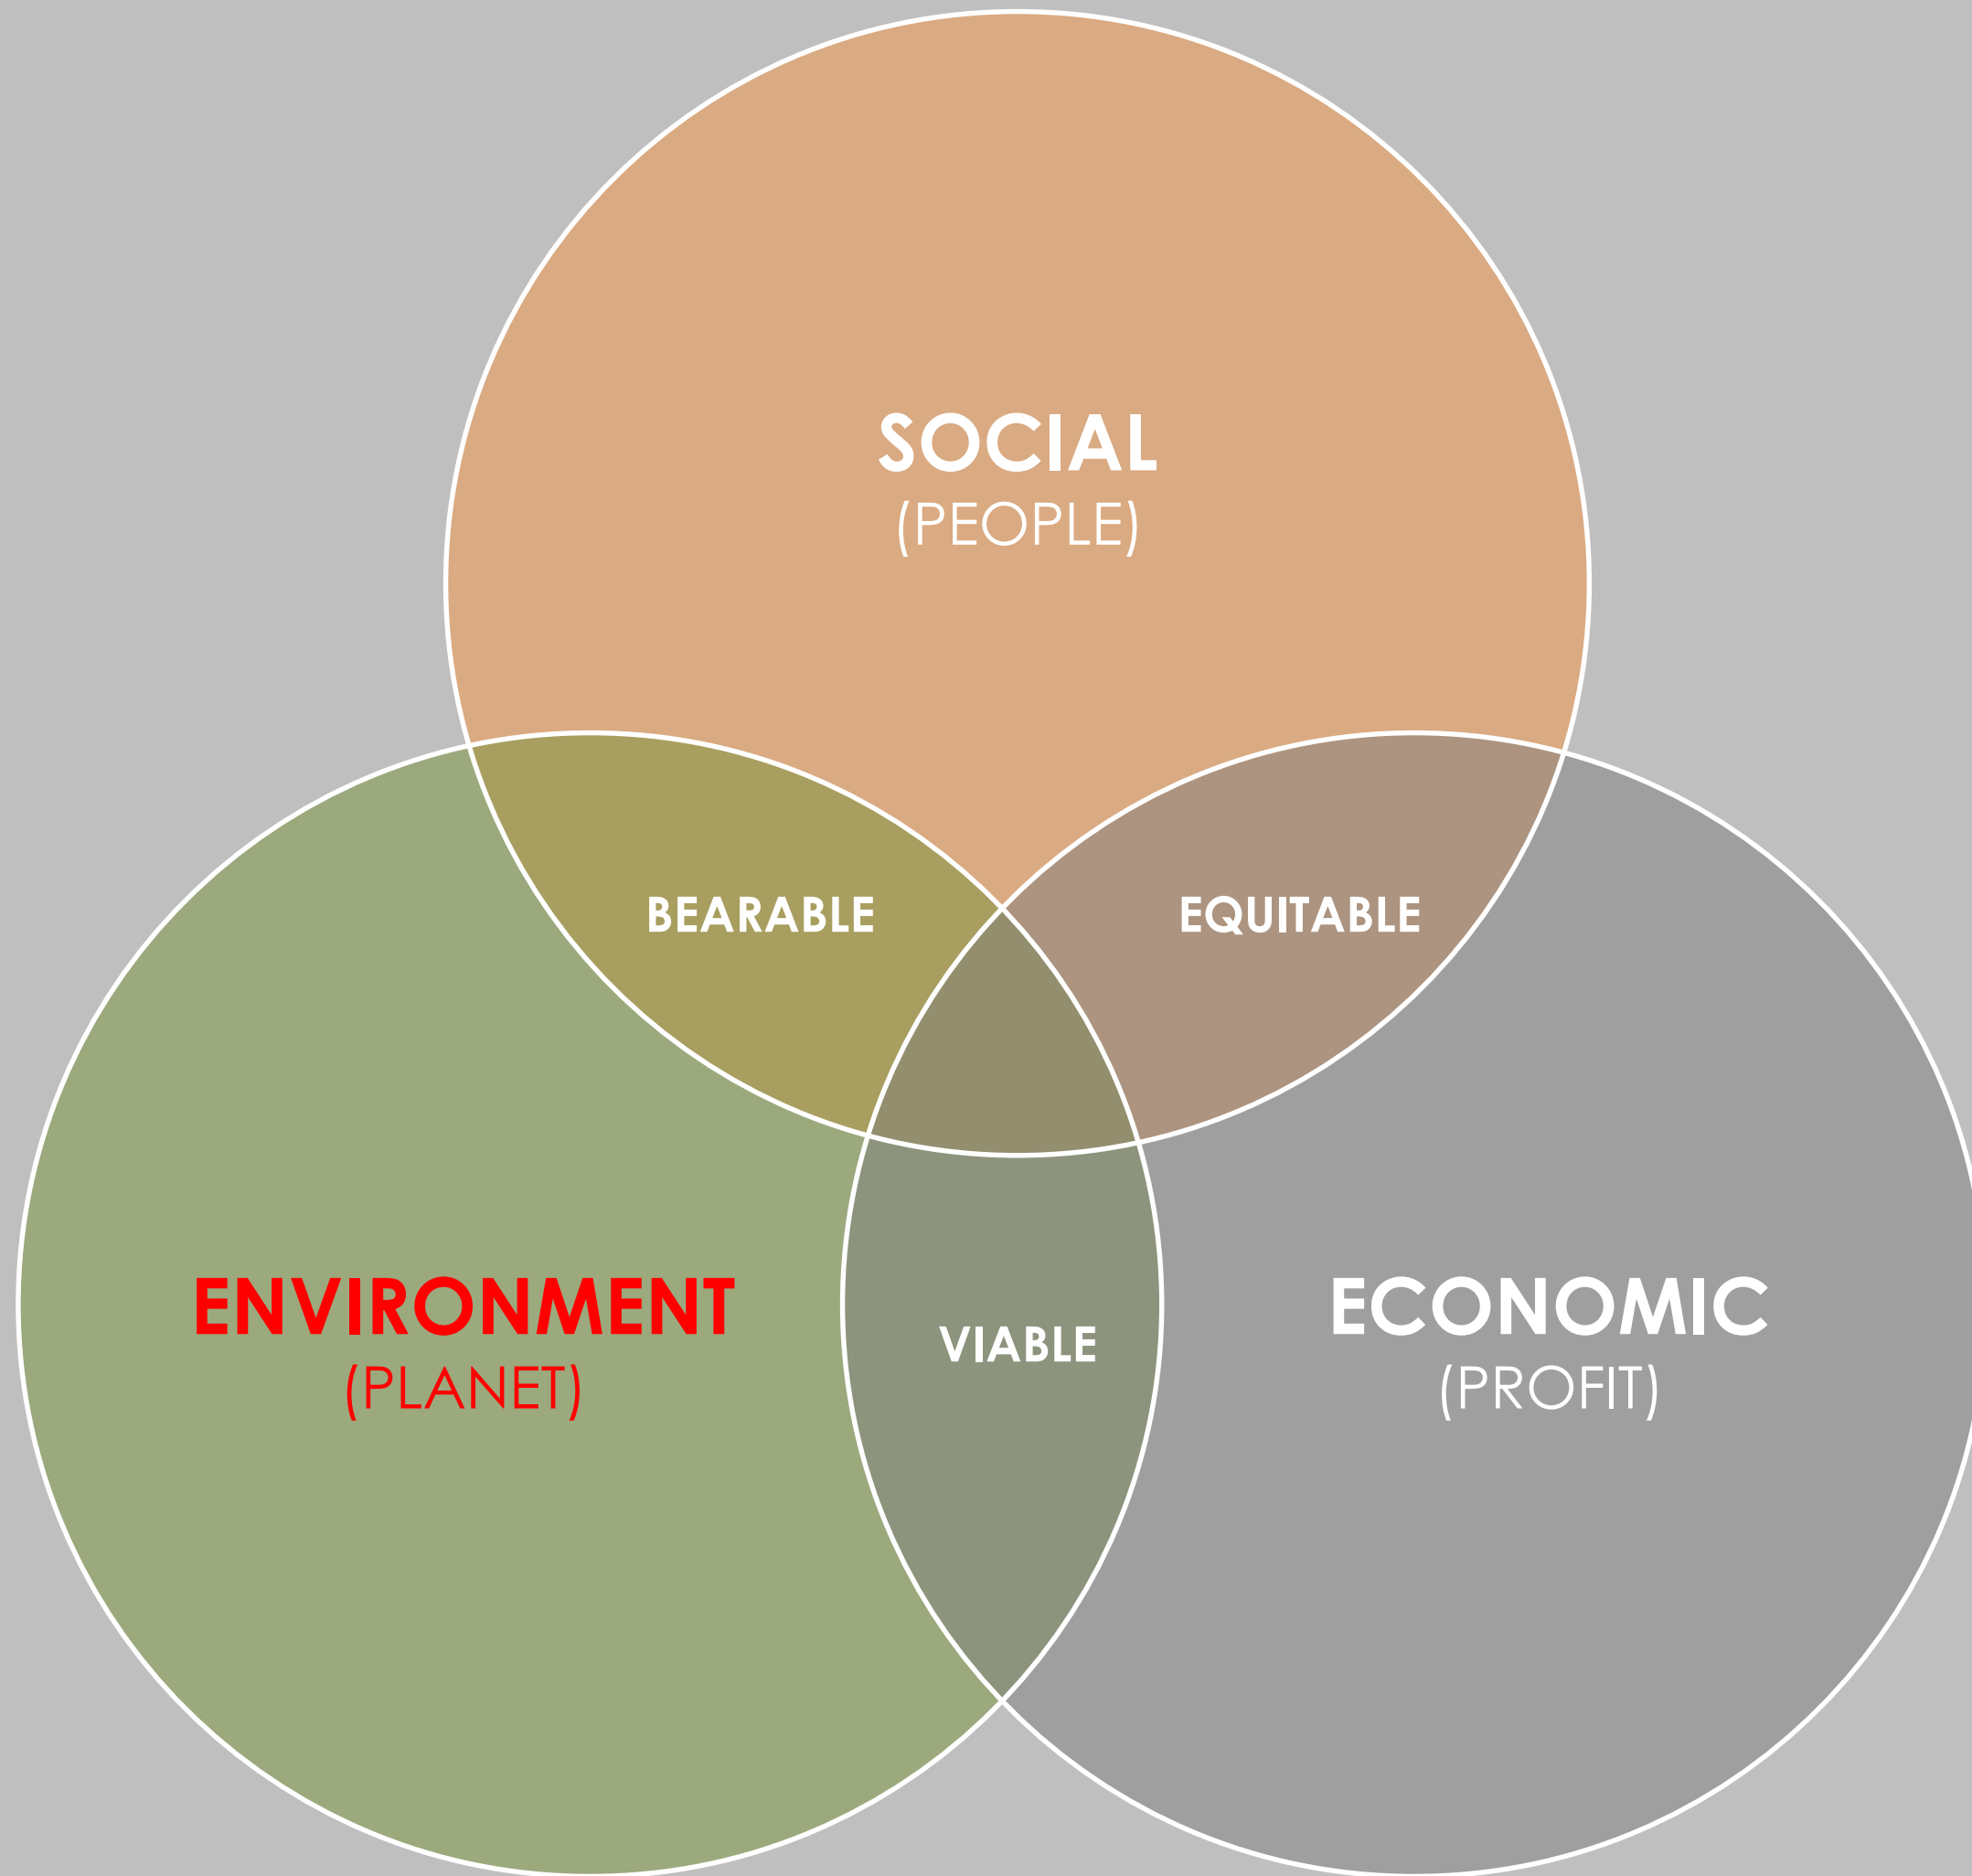 SOCIAL
(PEOPLE)
BEARABLE
EQUITABLE
ENVIRONMENT
(PLANET)
VIABLE
ECONOMIC
(PROFIT)